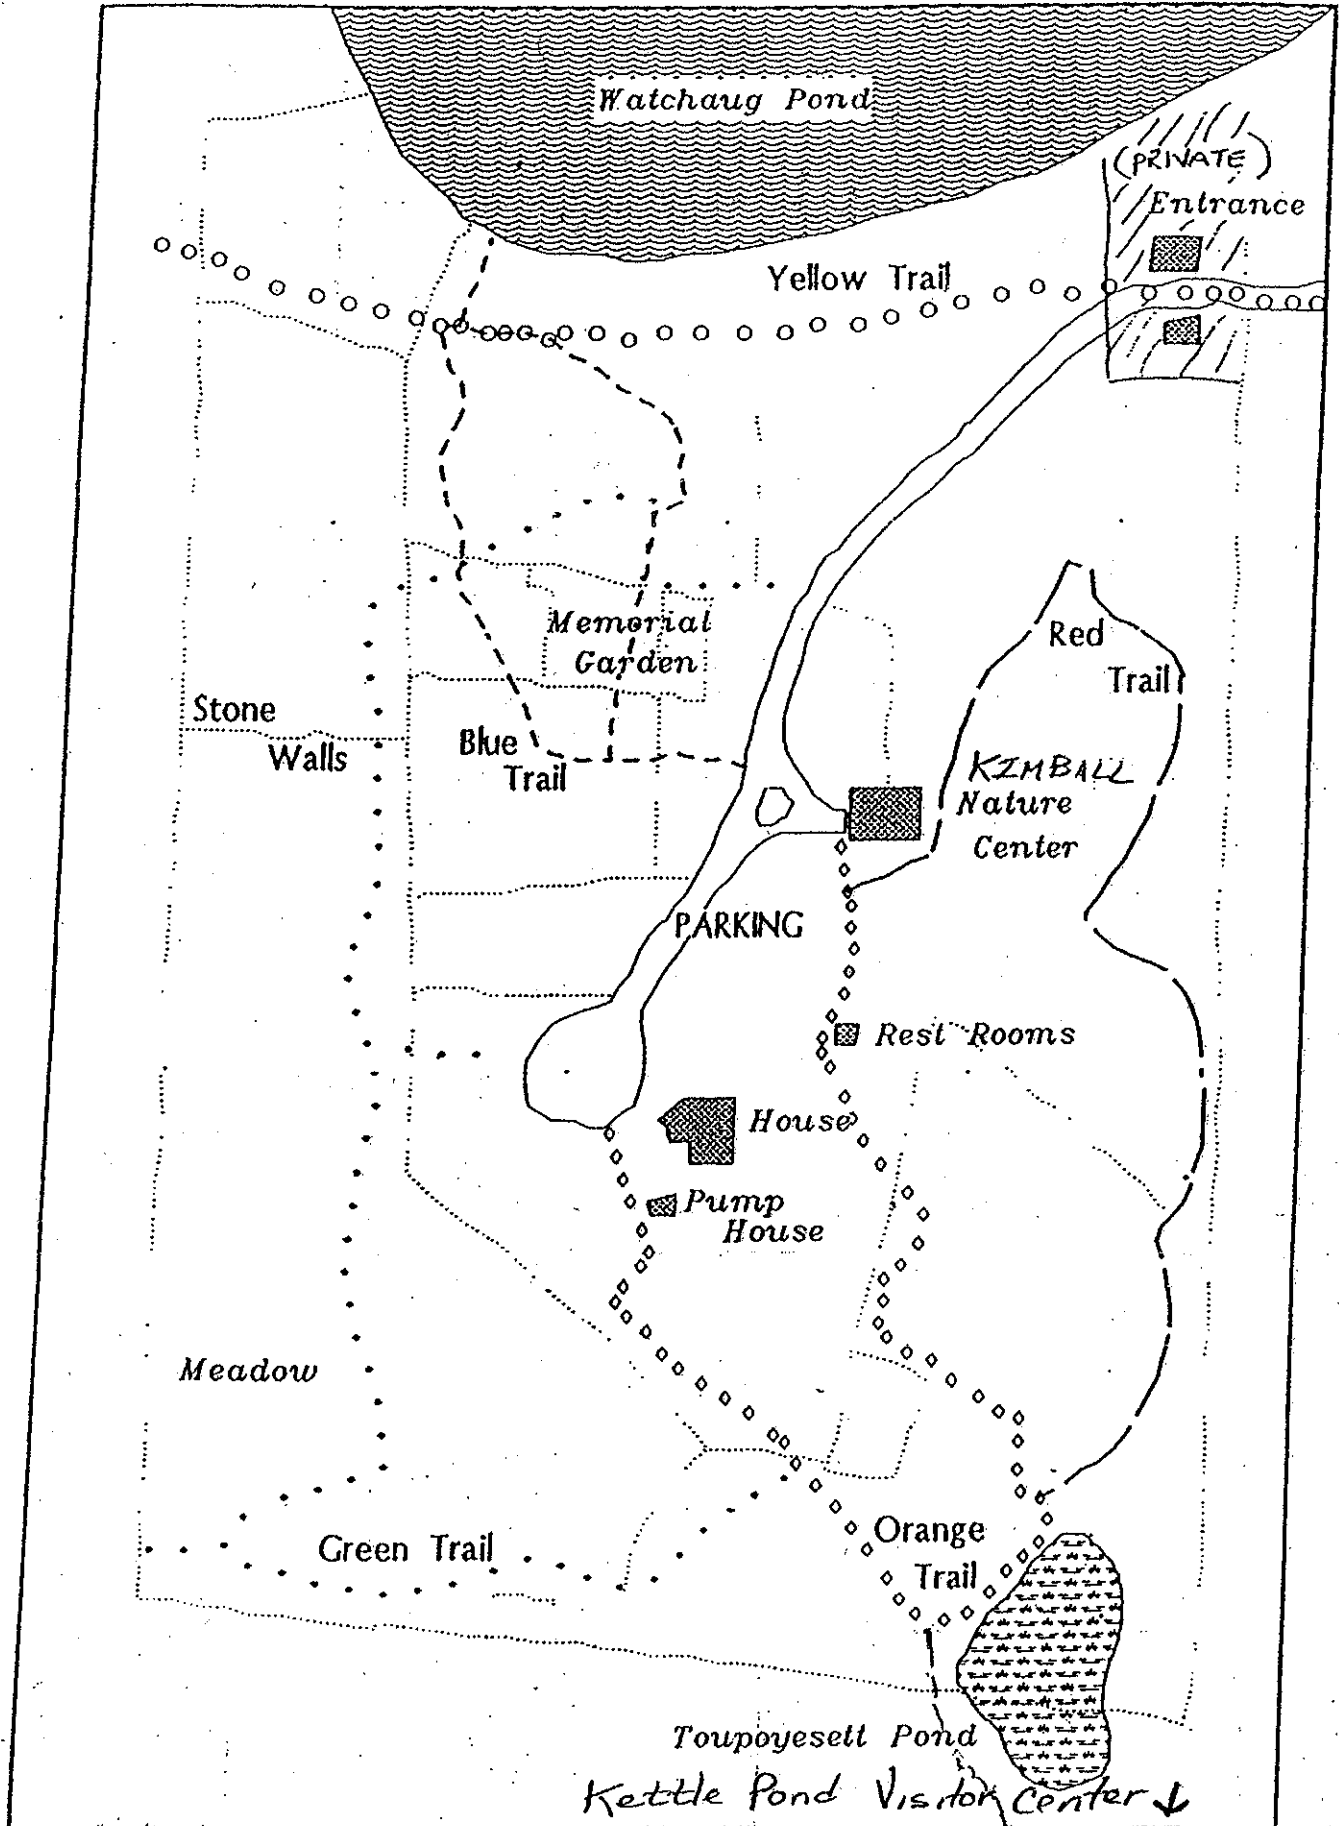 Watchaug Pond
(PRIVATE)
Entrance
Yellow Trail
Memorial
Garden
Red
Trail
Stone
Walls
Blue
Trail
KIMBALL
Nature
Center
PARKING
Rest Rooms
House
Pump
House
Meadow
Green Trail
Orange
Trail
Toupoyesett Pond
Kettle Pond Visitor Center ↓